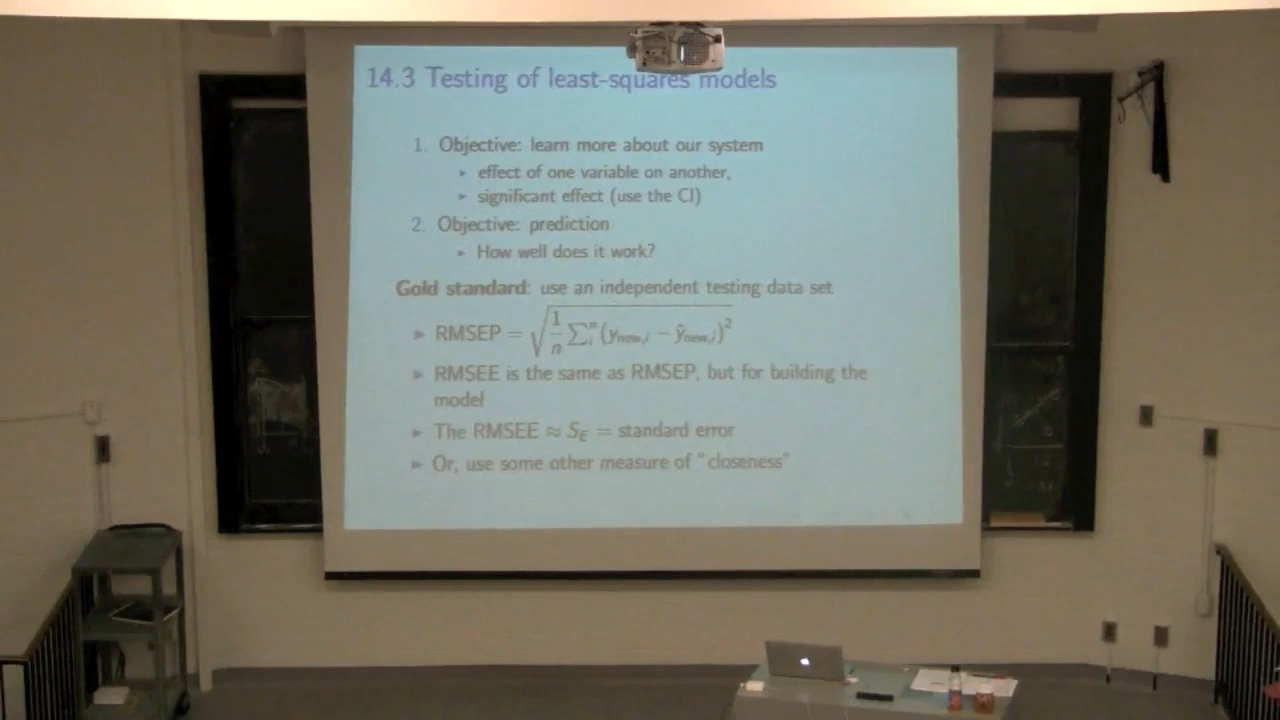 14.3 Testing of least-squares models
1. Objective: learn more about our system
▸ effect of one variable on another,
▸ significant effect (use the CI)
2. Objective: prediction
▸ How well does it work?
Gold standard: use an independent testing data set
▸ RMSEP = √(1/n ∑ᵢⁿ (y_new,i − ŷ_new,i)²)
▸ RMSEE is the same as RMSEP, but for building the
model
▸ The RMSEE ≈ S_E = standard error
▸ Or, use some other measure of "closeness"